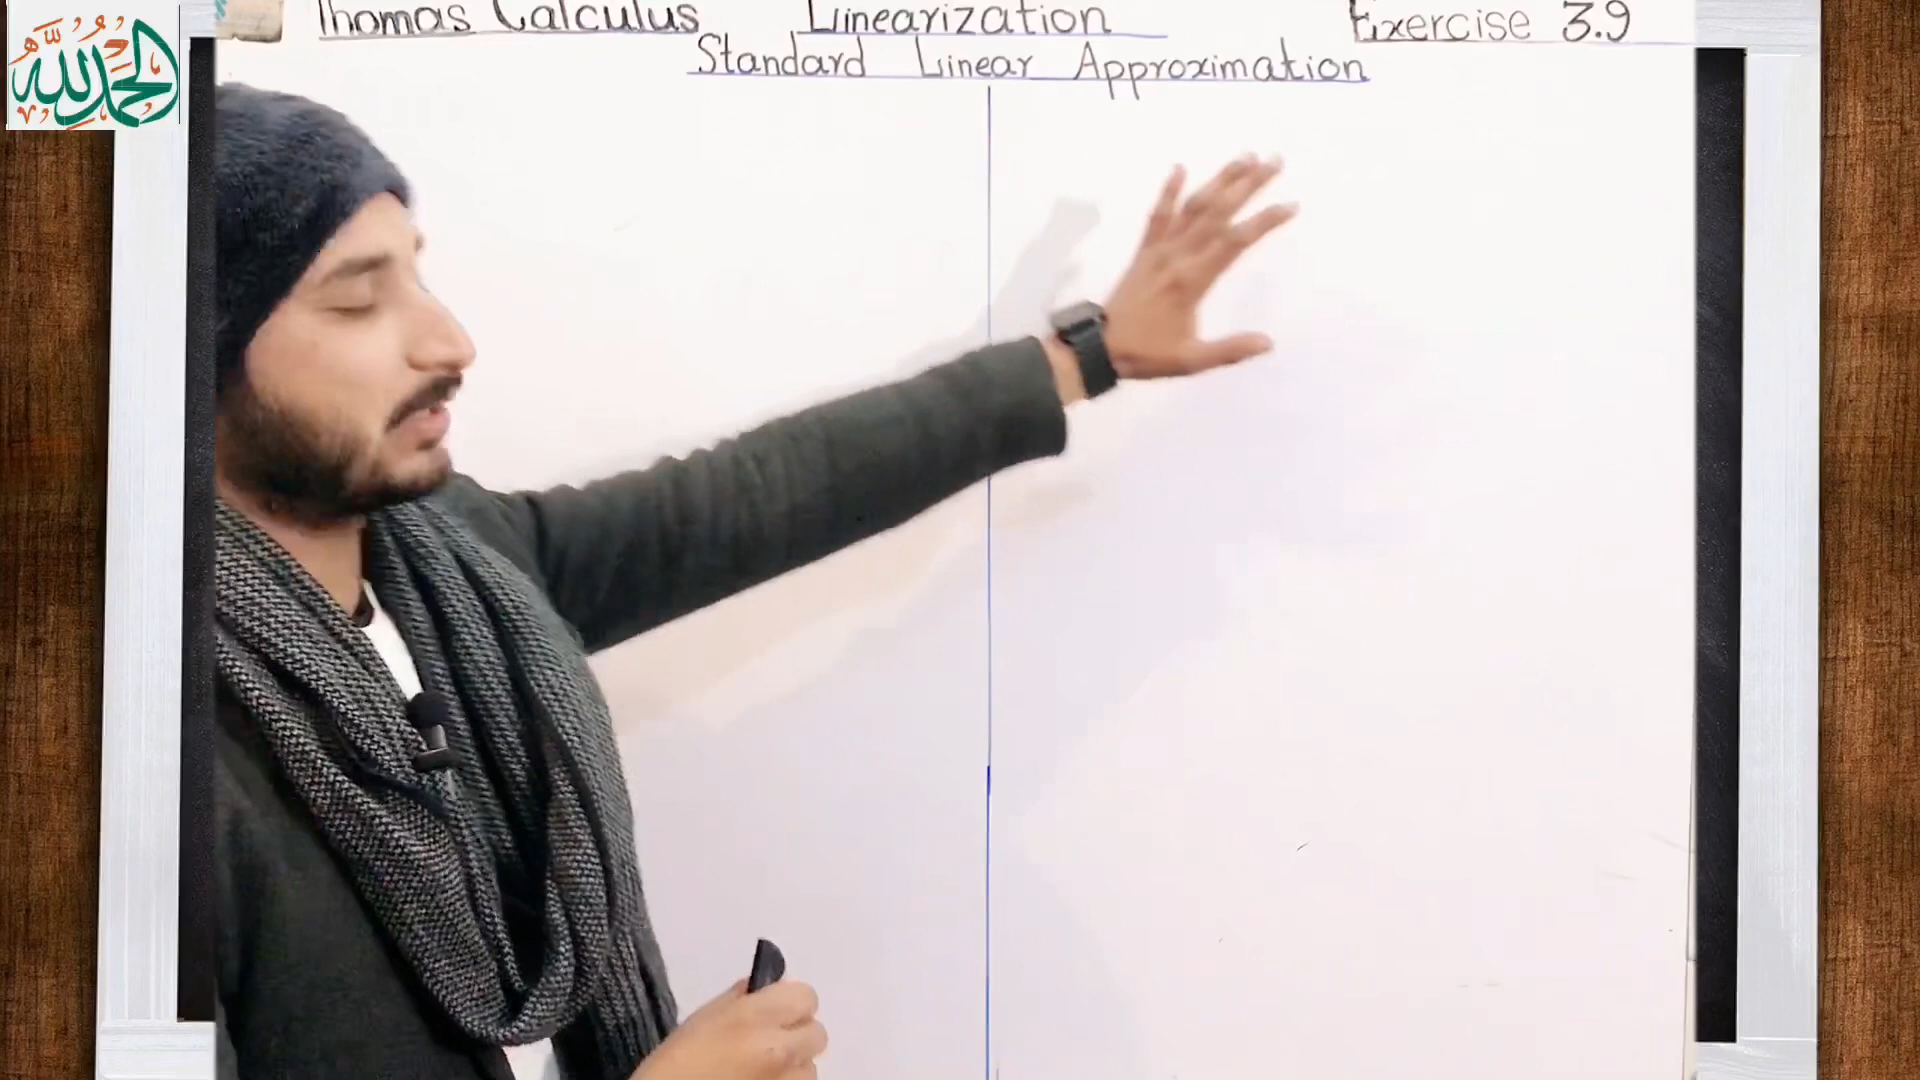 الحمد لله
Thomas Calculus Linearization Exercise 3.9
Standard Linear Approximation